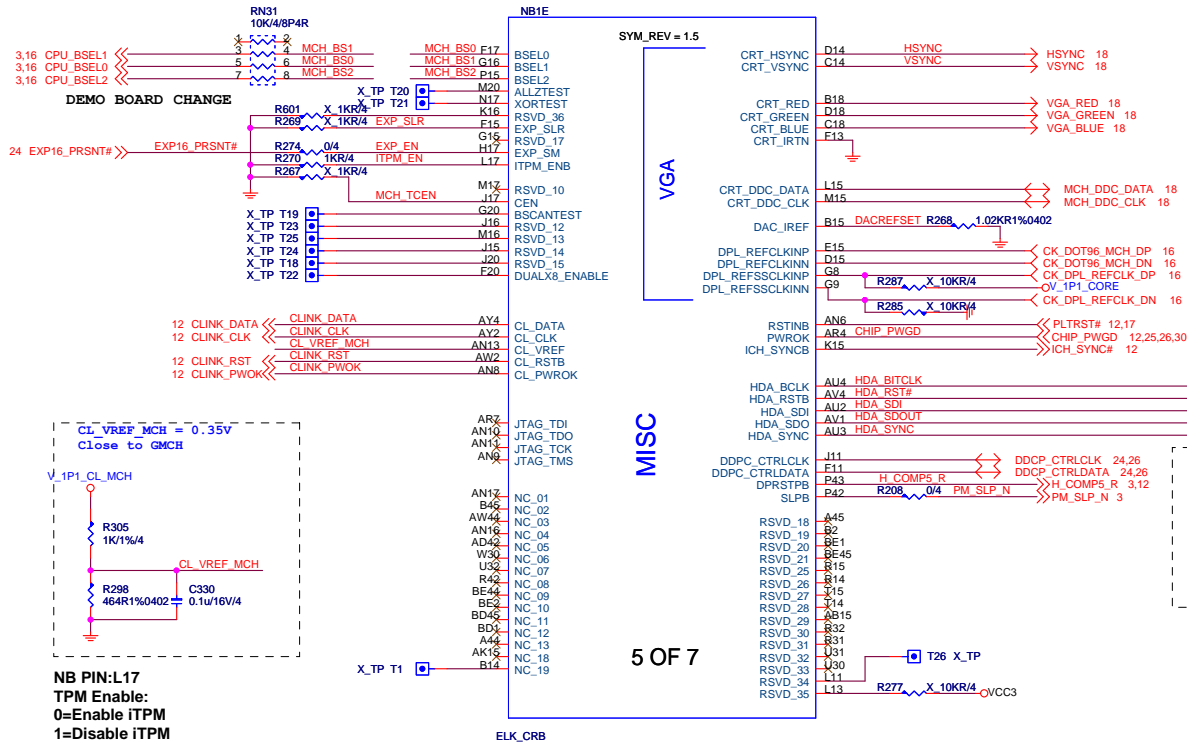 RN31
10K/4/8P4R
1 2
3,16 CPU_BSEL1 3 4 MCH_BS1
3,16 CPU_BSEL0 5 6 MCH_BS0
3,16 CPU_BSEL2 7 8 MCH_BS2
DEMO BOARD CHANGE
NB1E
SYM_REV = 1.5
MCH_BS0 F17 BSEL0
MCH_BS1 G16 BSEL1
MCH_BS2 P15 BSEL2
X_TP T20 M20 ALLZTEST
X_TP T21 N17 XORTEST
R601 X_1KR/4 K16 RSVD_36
R269 X_1KR/4 EXP_SLR F15 EXP_SLR
G15 RSVD_17
24 EXP16_PRSNT# EXP16_PRSNT# R274 0/4 EXP_EN H17 EXP_SM
R270 1KR/4 ITPM_EN L17 ITPM_ENB
R267 X_1KR/4
M17 RSVD_10
MCH_TCEN J17 CEN
X_TP T19 G20 BSCANTEST
X_TP T23 J16 RSVD_12
X_TP T25 M16 RSVD_13
X_TP T24 J15 RSVD_14
X_TP T18 J20 RSVD_15
X_TP T22 F20 DUALX8_ENABLE
12 CLINK_DATA CLINK_DATA AY4 CL_DATA
12 CLINK_CLK CLINK_CLK AY2 CL_CLK
CL_VREF_MCH AN13 CL_VREF
12 CLINK_RST CLINK_RST AW2 CL_RSTB
12 CLINK_PWOK CLINK_PWOK AN8 CL_PWROK
AR7 JTAG_TDI
AN10 JTAG_TDO
AN11 JTAG_TCK
AN9 JTAG_TMS
AN17 NC_01
B45 NC_02
AW44 NC_03
AN16 NC_04
AD42 NC_05
W30 NC_06
U32 NC_07
R42 NC_08
BE44 NC_09
BE2 NC_10
BD45 NC_11
BD1 NC_12
A44 NC_13
AK15 NC_18
X_TP T1 B14 NC_19
VGA
MISC
5 OF 7
ELK_CRB
CRT_HSYNC D14 HSYNC HSYNC 18
CRT_VSYNC C14 VSYNC VSYNC 18
CRT_RED B18 VGA_RED 18
CRT_GREEN D18 VGA_GREEN 18
CRT_BLUE C18 VGA_BLUE 18
CRT_IRTN F13
CRT_DDC_DATA L15 MCH_DDC_DATA 18
CRT_DDC_CLK M15 MCH_DDC_CLK 18
DAC_IREF B15 DACREFSET R268 1.02KR1%0402
DPL_REFCLKINP E15 CK_DOT96_MCH_DP 16
DPL_REFCLKINN D15 CK_DOT96_MCH_DN 16
DPL_REFSSCLKINP G8 CK_DPL_REFCLK_DP 16
R287 X_10KR/4 V_1P1_CORE
DPL_REFSSCLKINN G9 CK_DPL_REFCLK_DN 16
R285 X_10KR/4
RSTINB AN6 PLTRST# 12,17
PWROK AR4 CHIP_PWGD CHIP_PWGD 12,25,26,30
ICH_SYNCB K15 ICH_SYNC# 12
HDA_BCLK AU4 HDA_BITCLK
HDA_RSTB AV4 HDA_RST#
HDA_SDI AU2 HDA_SDI
HDA_SDO AV1 HDA_SDOUT
HDA_SYNC AU3 HDA_SYNC
DDPC_CTRLCLK J11 DDCP_CTRLCLK 24,26
DDPC_CTRLDATA F11 DDCP_CTRLDATA 24,26
DPRSTPB P43 H_COMP5_R H_COMP5_R 3,12
SLPB P42 R208 0/4 PM_SLP_N PM_SLP_N 3
RSVD_18 A45
RSVD_19 B2
RSVD_20 BE1
RSVD_21 BE45
RSVD_25 R15
RSVD_26 R14
RSVD_27 T15
RSVD_28 T14
RSVD_29 AB15
RSVD_30 R32
RSVD_31 R31
RSVD_32 U31
RSVD_33 U30
RSVD_34 L11 T26 X_TP
RSVD_35 L13 R277 X_10KR/4 VCC3
CL_VREF_MCH = 0.35V
Close to GMCH
V_1P1_CL_MCH
R305
1K/1%/4
CL_VREF_MCH
R298
464R1%0402
C330
0.1u/16V/4
NB PIN:L17
TPM Enable:
0=Enable iTPM
1=Disable iTPM